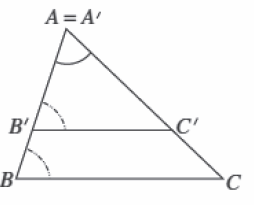 A = A′
B′ C′
B C